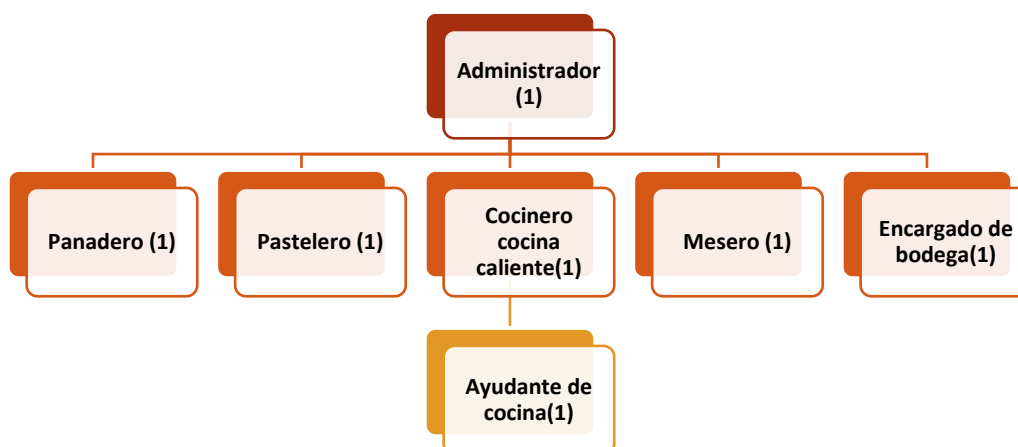 Administrador
(1)
Panadero (1)
Pastelero (1)
Cocinero
cocina
caliente(1)
Mesero (1)
Encargado de
bodega(1)
Ayudante de
cocina(1)